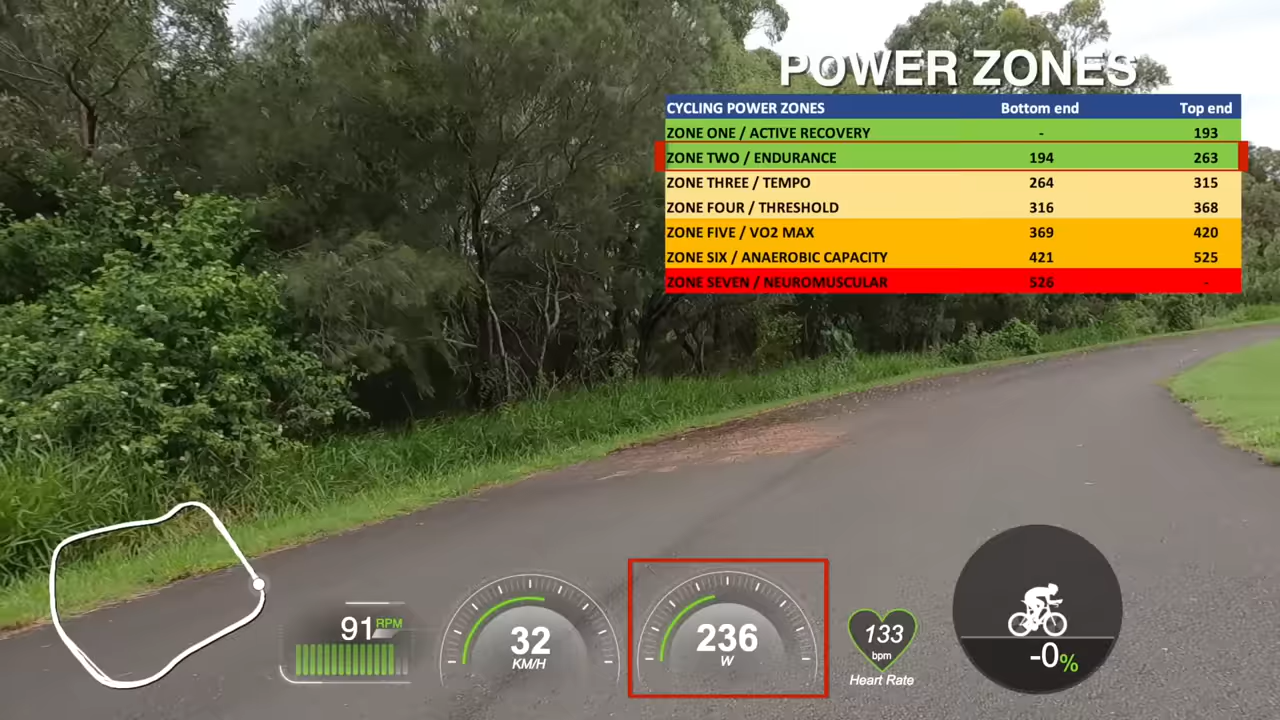 POWER ZONES
CYCLING POWER ZONES Bottom end Top end
ZONE ONE / ACTIVE RECOVERY - 193
ZONE TWO / ENDURANCE 194 263
ZONE THREE / TEMPO 264 315
ZONE FOUR / THRESHOLD 316 368
ZONE FIVE / VO2 MAX 369 420
ZONE SIX / ANAEROBIC CAPACITY 421 525
ZONE SEVEN / NEUROMUSCULAR 526 -
91 RPM
32
KM/H
236
W
133
bpm
Heart Rate
-0%